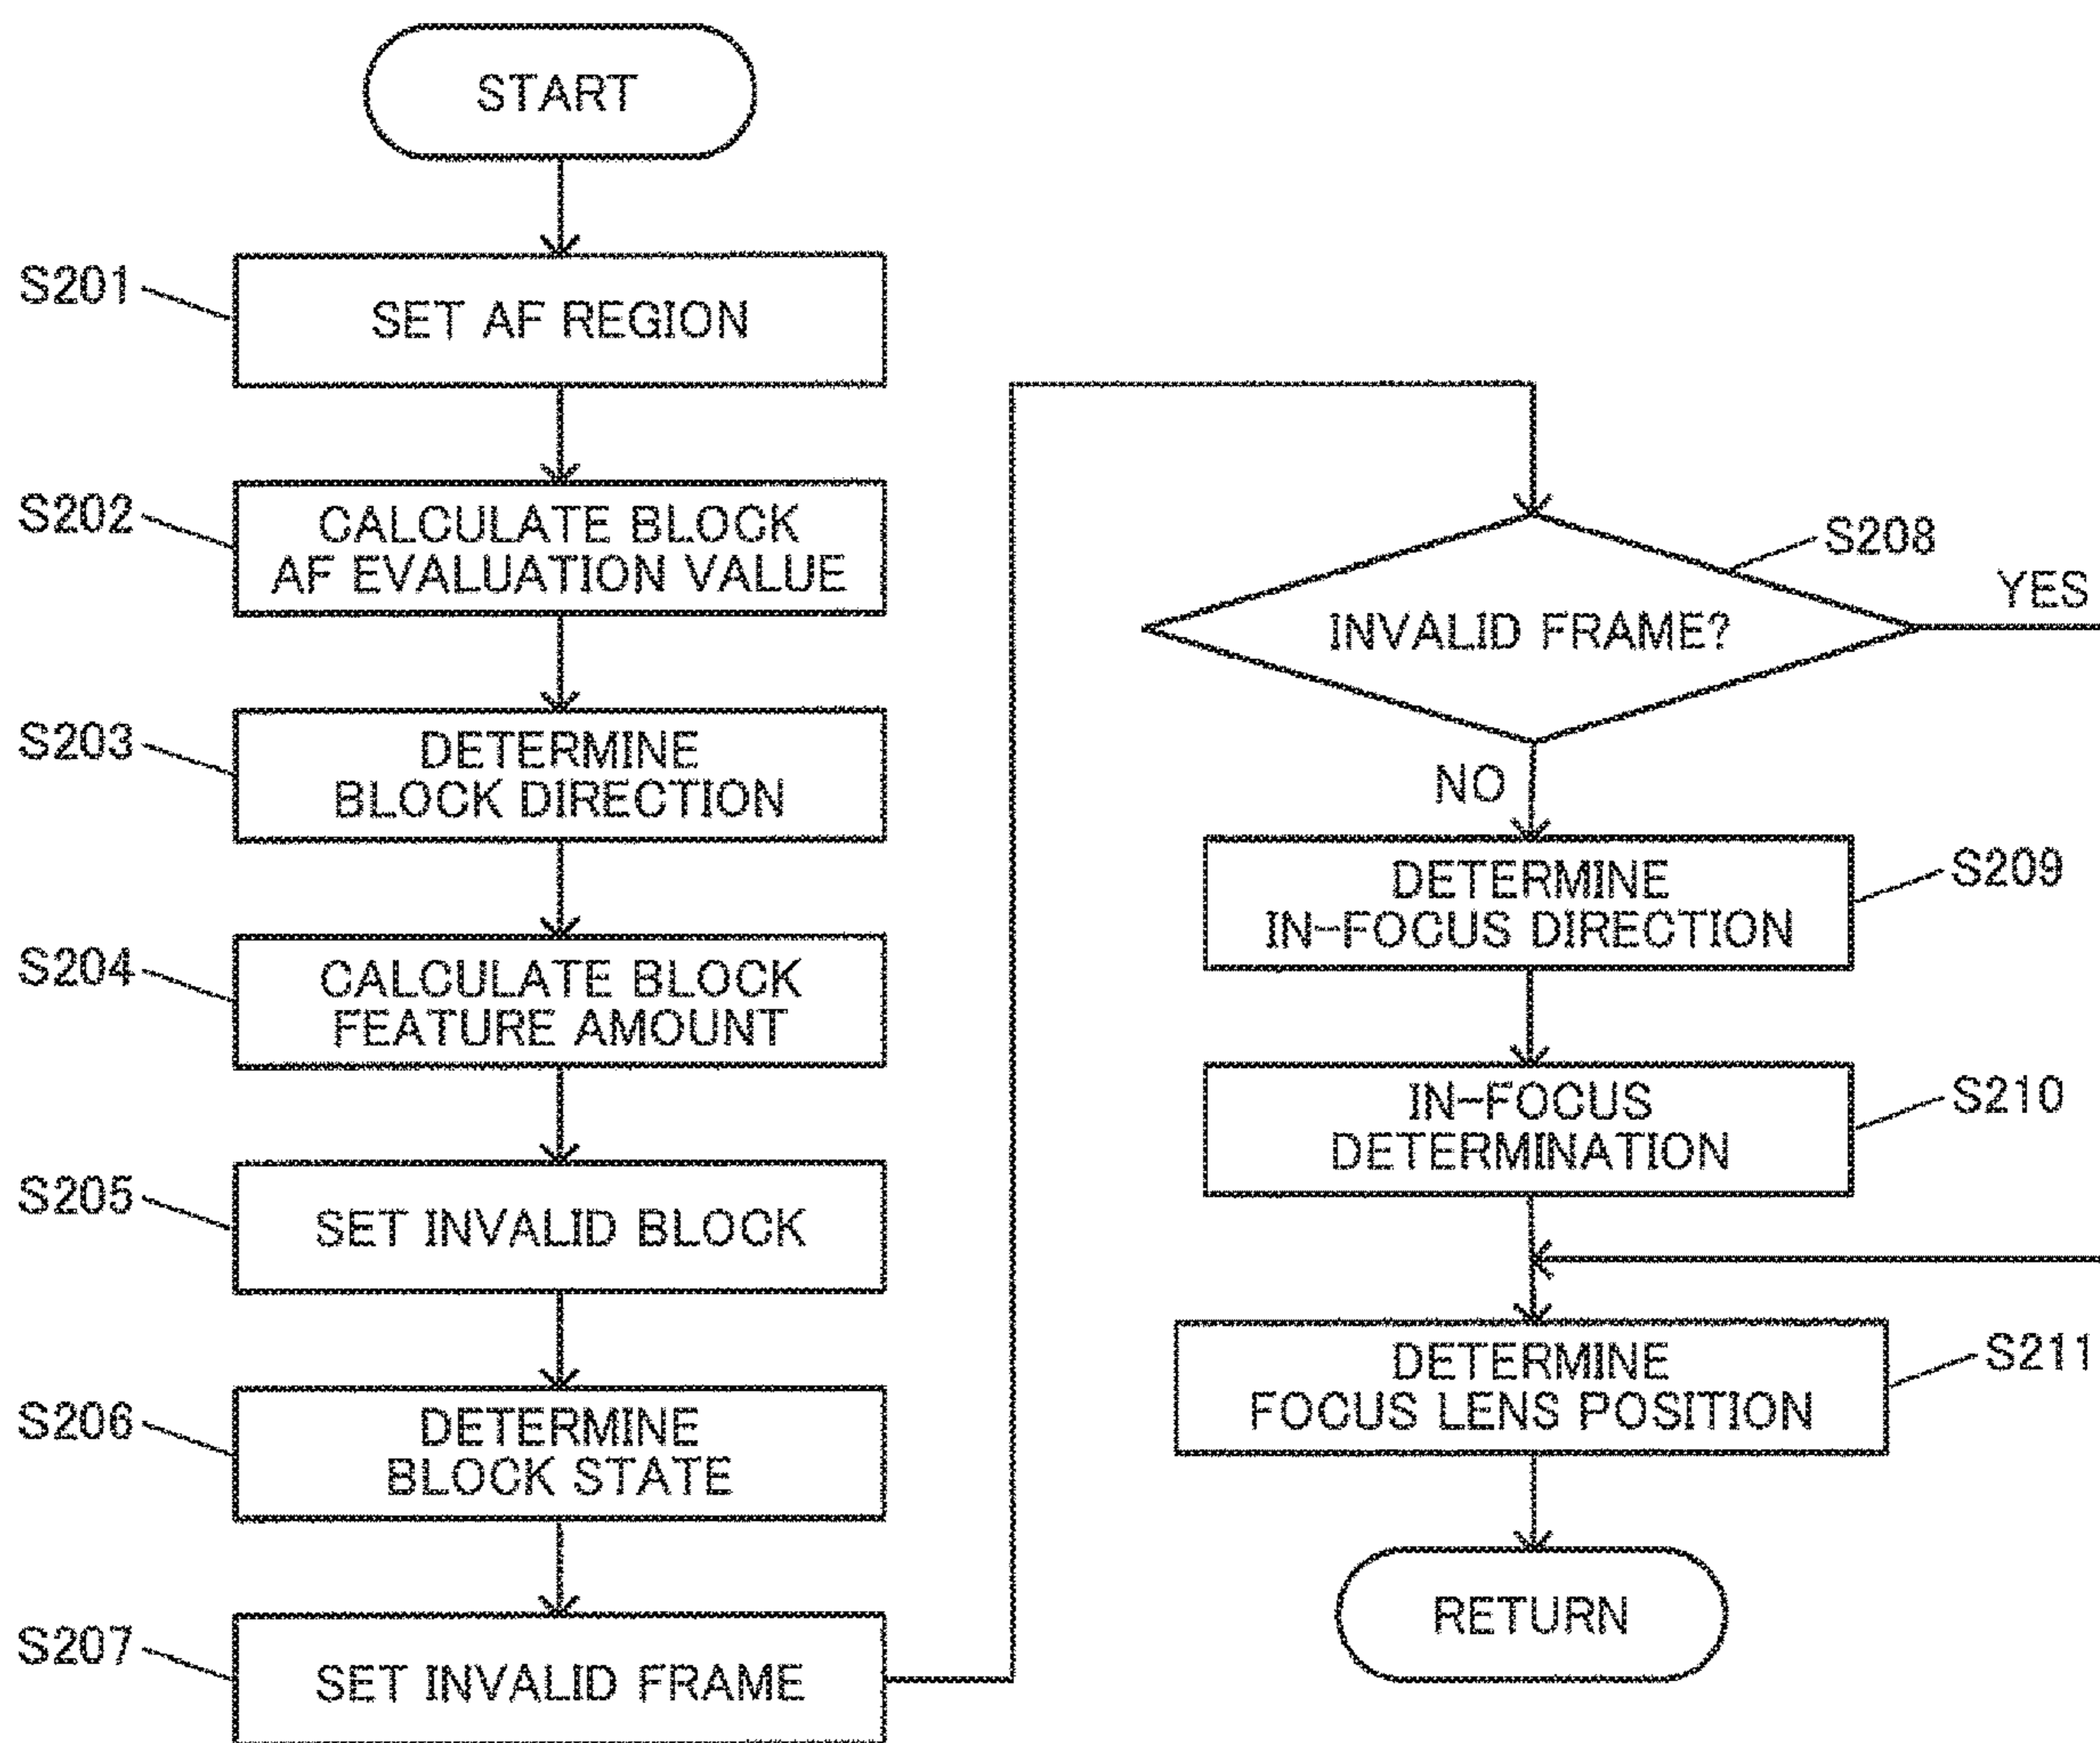 START
S201
SET AF REGION
S202
CALCULATE BLOCK
AF EVALUATION VALUE
S203
DETERMINE
BLOCK DIRECTION
S204
CALCULATE BLOCK
FEATURE AMOUNT
S205
SET INVALID BLOCK
S206
DETERMINE
BLOCK STATE
S207
SET INVALID FRAME
S208
INVALID FRAME?
YES
NO
S209
DETERMINE
IN-FOCUS DIRECTION
S210
IN-FOCUS
DETERMINATION
S211
DETERMINE
FOCUS LENS POSITION
RETURN